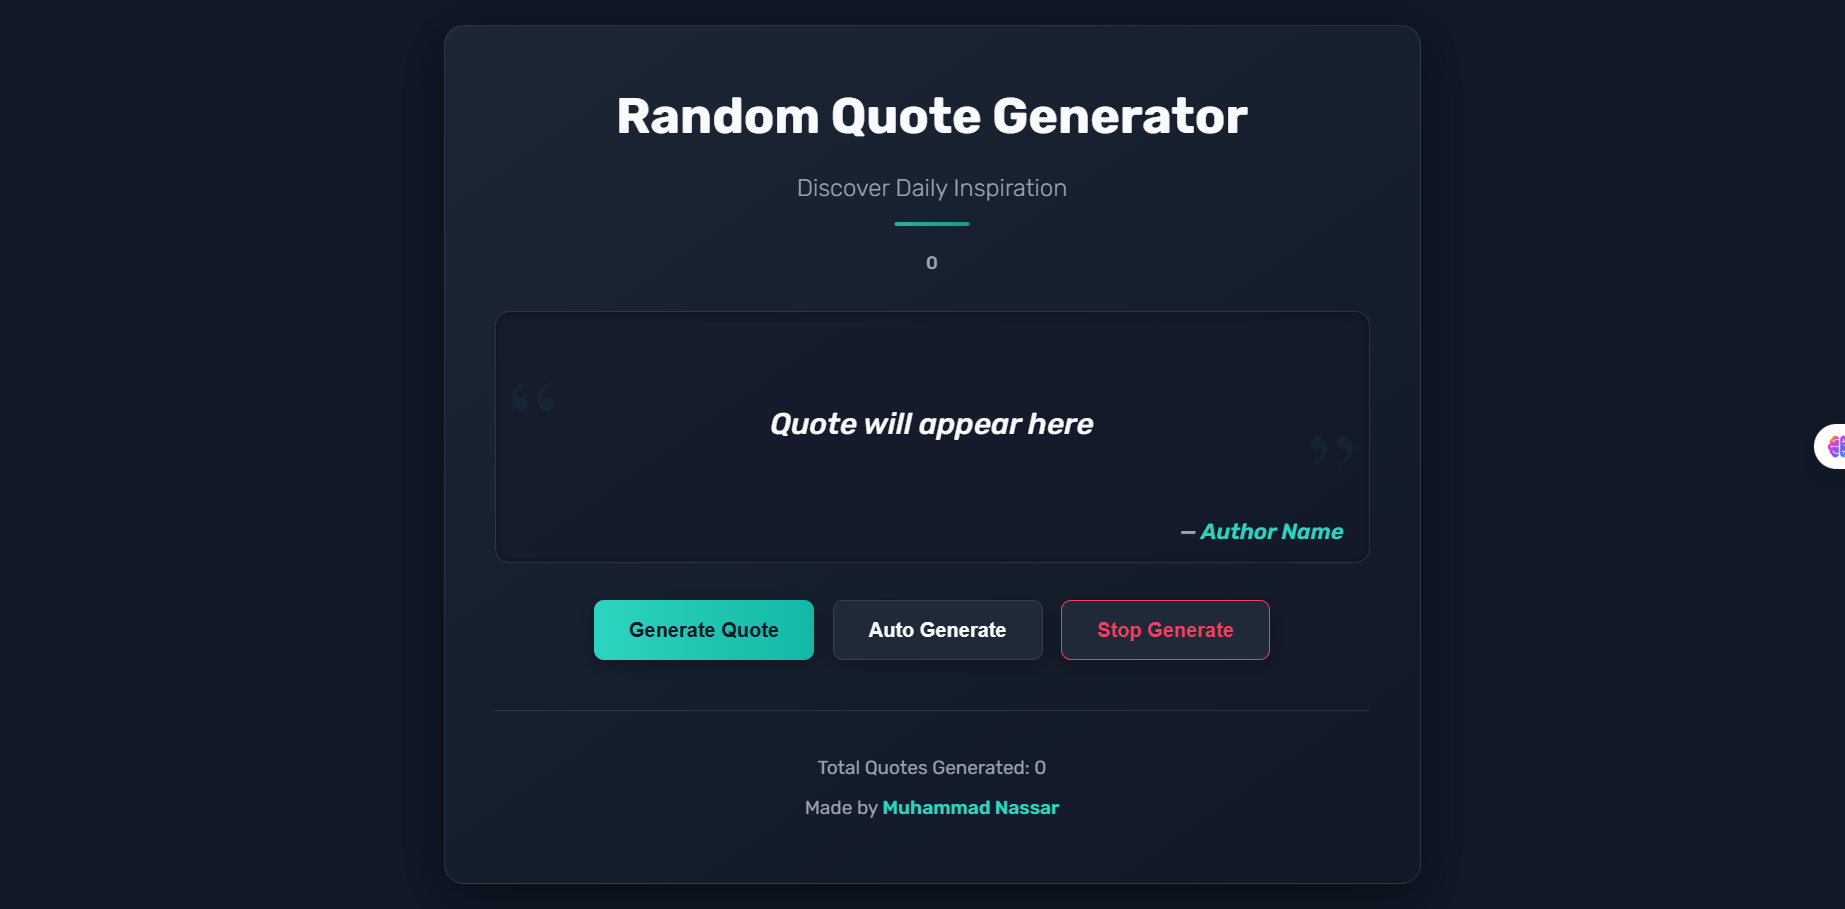 Random Quote Generator
Discover Daily Inspiration
0
“
Quote will appear here
”
– Author Name
Generate Quote
Auto Generate
Stop Generate
Total Quotes Generated: 0
Made by Muhammad Nassar